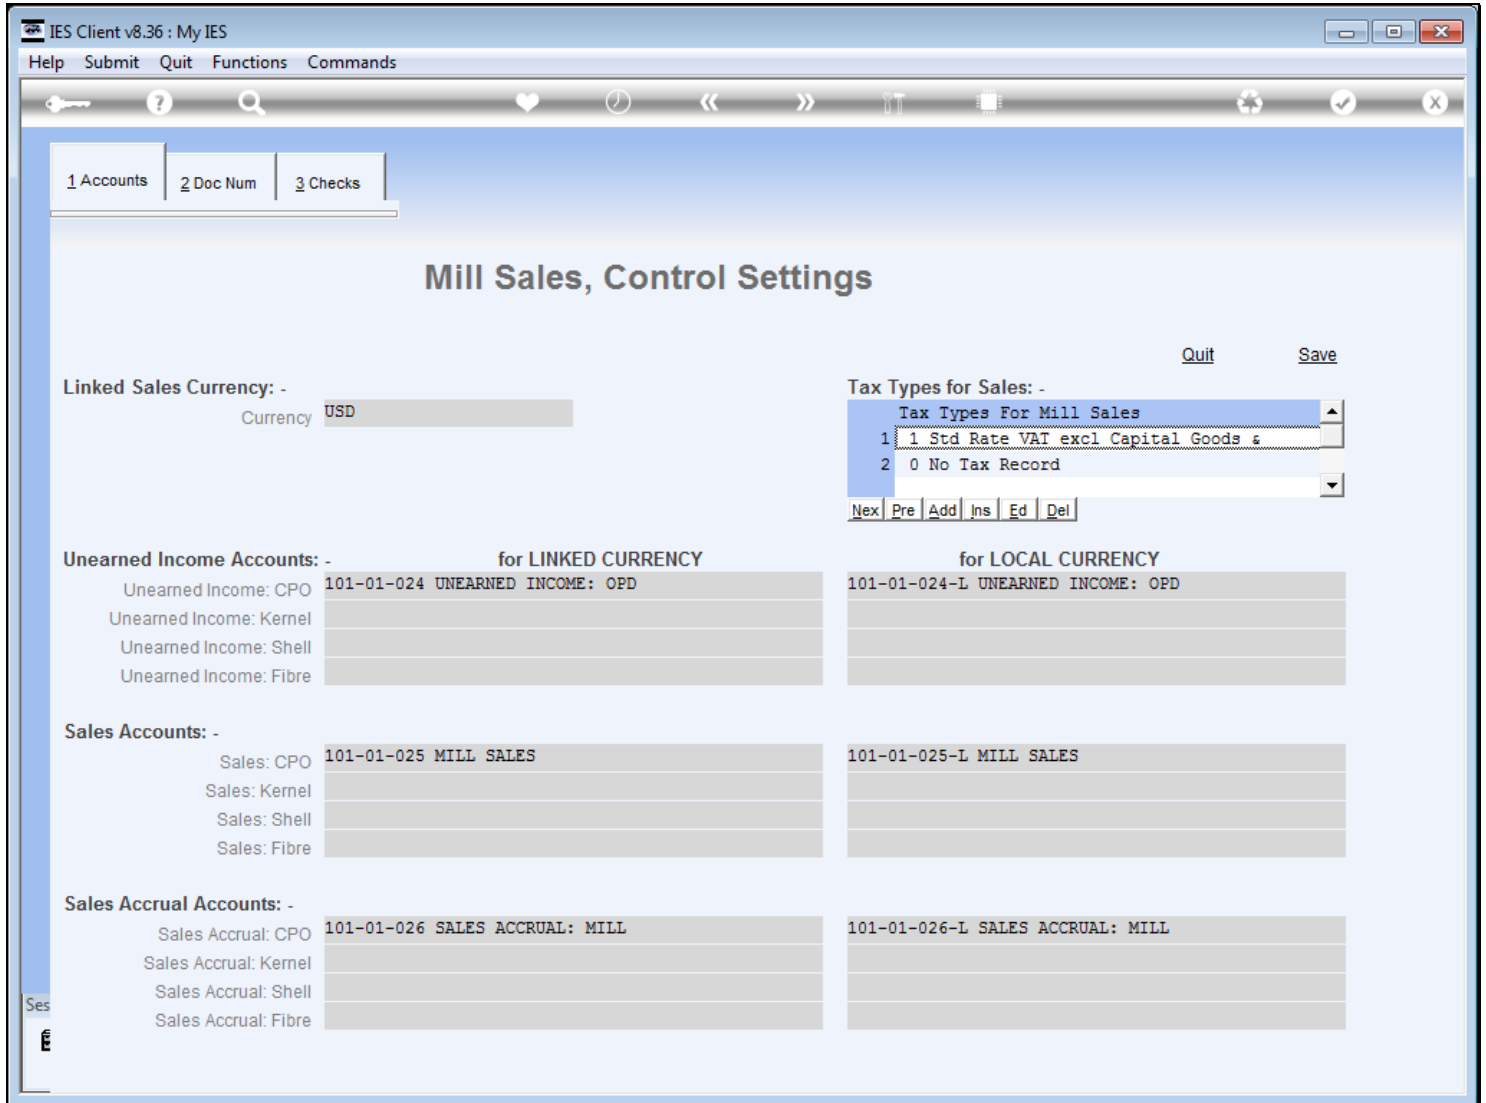 IES Client v8.36 : My IES
Help Submit Quit Functions Commands
1 Accounts 2 Doc Num 3 Checks
Mill Sales, Control Settings
Quit Save
Linked Sales Currency: - Tax Types for Sales: -
Currency USD Tax Types For Mill Sales
1 1 Std Rate VAT excl Capital Goods &
2 0 No Tax Record
Nex Pre Add Ins Ed Del
Unearned Income Accounts: - for LINKED CURRENCY for LOCAL CURRENCY
Unearned Income: CPO 101-01-024 UNEARNED INCOME: OPD 101-01-024-L UNEARNED INCOME: OPD
Unearned Income: Kernel
Unearned Income: Shell
Unearned Income: Fibre
Sales Accounts: -
Sales: CPO 101-01-025 MILL SALES 101-01-025-L MILL SALES
Sales: Kernel
Sales: Shell
Sales: Fibre
Sales Accrual Accounts: -
Sales Accrual: CPO 101-01-026 SALES ACCRUAL: MILL 101-01-026-L SALES ACCRUAL: MILL
Sales Accrual: Kernel
Sales Accrual: Shell
Ses
Sales Accrual: Fibre